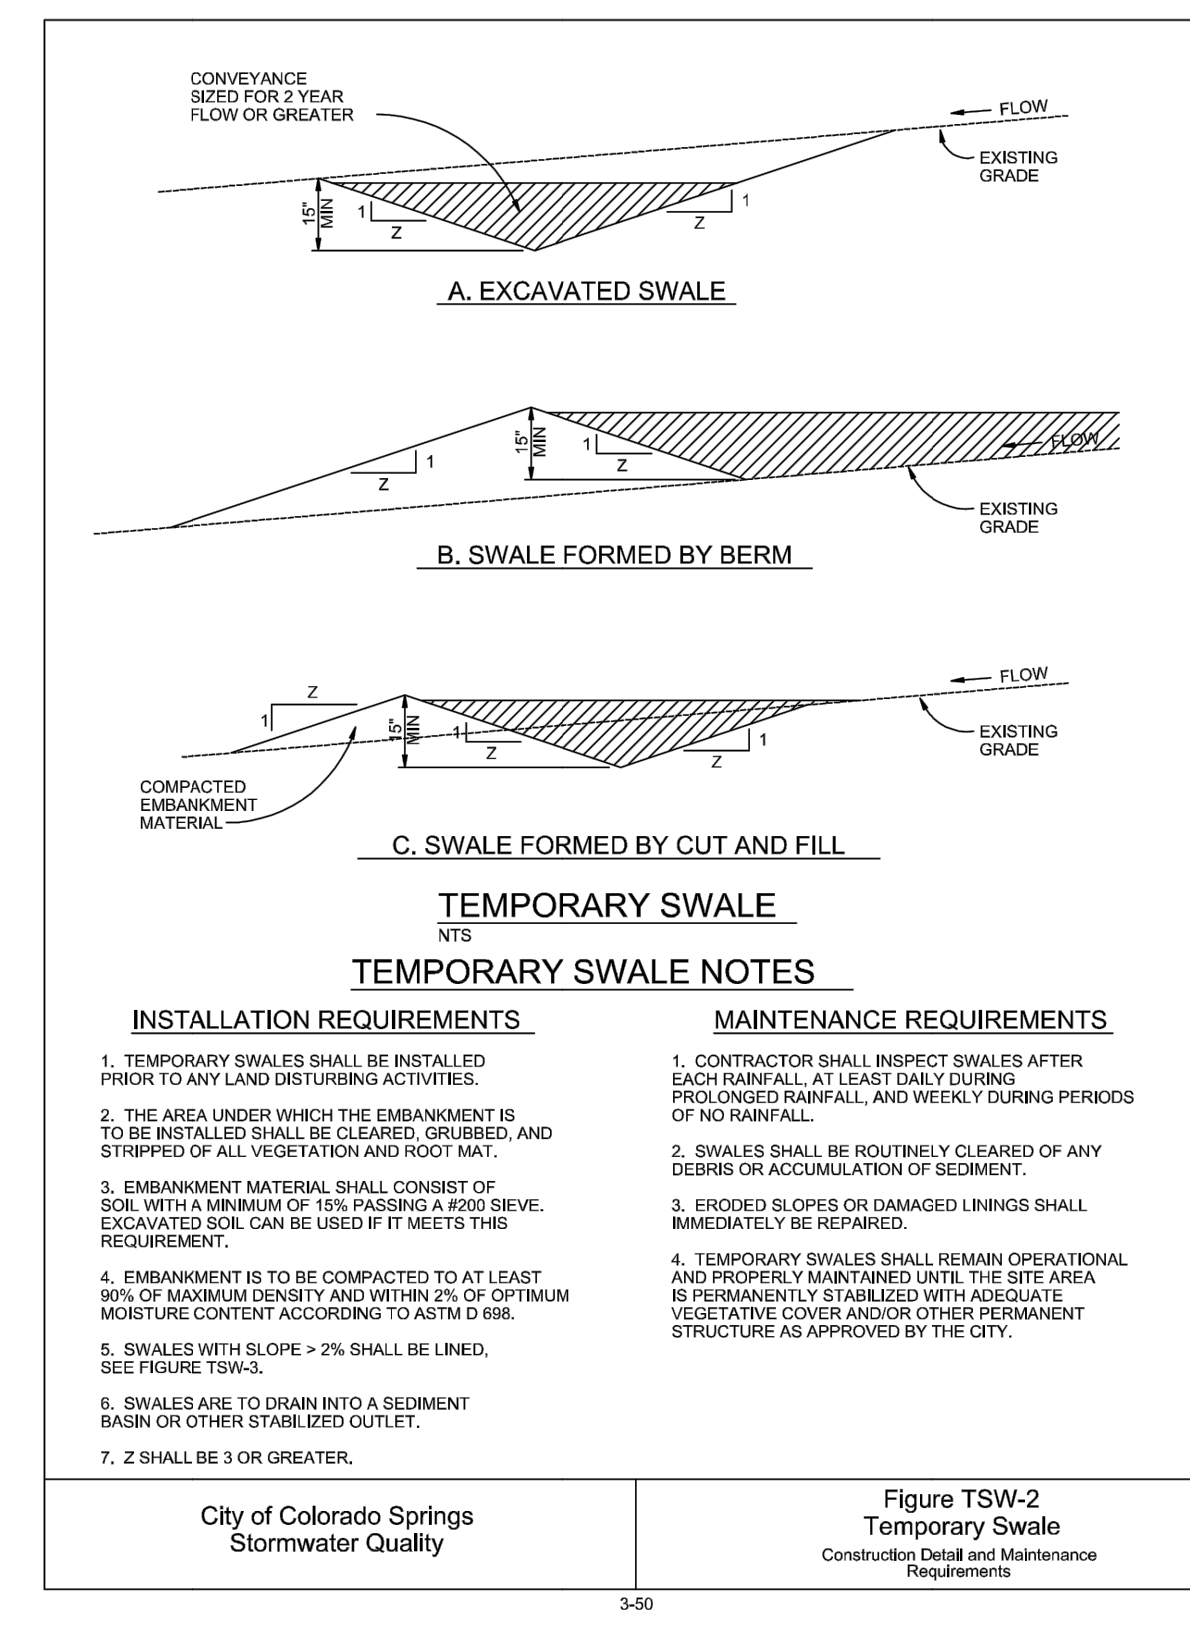 CONVEYANCE
SIZED FOR 2 YEAR
FLOW OR GREATER
FLOW
EXISTING
GRADE
15"
MIN
1
Z
1
Z
A. EXCAVATED SWALE
15"
MIN
1
Z
1
Z
FLOW
EXISTING
GRADE
B. SWALE FORMED BY BERM
FLOW
Z
1
15"
MIN
1
Z
1
Z
EXISTING
GRADE
COMPACTED
EMBANKMENT
MATERIAL
C. SWALE FORMED BY CUT AND FILL
TEMPORARY SWALE
NTS
TEMPORARY SWALE NOTES
INSTALLATION REQUIREMENTS
1. TEMPORARY SWALES SHALL BE INSTALLED
PRIOR TO ANY LAND DISTURBING ACTIVITIES.
2. THE AREA UNDER WHICH THE EMBANKMENT IS
TO BE INSTALLED SHALL BE CLEARED, GRUBBED, AND
STRIPPED OF ALL VEGETATION AND ROOT MAT.
3. EMBANKMENT MATERIAL SHALL CONSIST OF
SOIL WITH A MINIMUM OF 15% PASSING A #200 SIEVE.
EXCAVATED SOIL CAN BE USED IF IT MEETS THIS
REQUIREMENT.
4. EMBANKMENT IS TO BE COMPACTED TO AT LEAST
90% OF MAXIMUM DENSITY AND WITHIN 2% OF OPTIMUM
MOISTURE CONTENT ACCORDING TO ASTM D 698.
5. SWALES WITH SLOPE > 2% SHALL BE LINED,
SEE FIGURE TSW-3.
6. SWALES ARE TO DRAIN INTO A SEDIMENT
BASIN OR OTHER STABILIZED OUTLET.
7. Z SHALL BE 3 OR GREATER.
MAINTENANCE REQUIREMENTS
1. CONTRACTOR SHALL INSPECT SWALES AFTER
EACH RAINFALL, AT LEAST DAILY DURING
PROLONGED RAINFALL, AND WEEKLY DURING PERIODS
OF NO RAINFALL.
2. SWALES SHALL BE ROUTINELY CLEARED OF ANY
DEBRIS OR ACCUMULATION OF SEDIMENT.
3. ERODED SLOPES OR DAMAGED LININGS SHALL
IMMEDIATELY BE REPAIRED.
4. TEMPORARY SWALES SHALL REMAIN OPERATIONAL
AND PROPERLY MAINTAINED UNTIL THE SITE AREA
IS PERMANENTLY STABILIZED WITH ADEQUATE
VEGETATIVE COVER AND/OR OTHER PERMANENT
STRUCTURE AS APPROVED BY THE CITY.
City of Colorado Springs
Stormwater Quality
Figure TSW-2
Temporary Swale
Construction Detail and Maintenance
Requirements
3-50